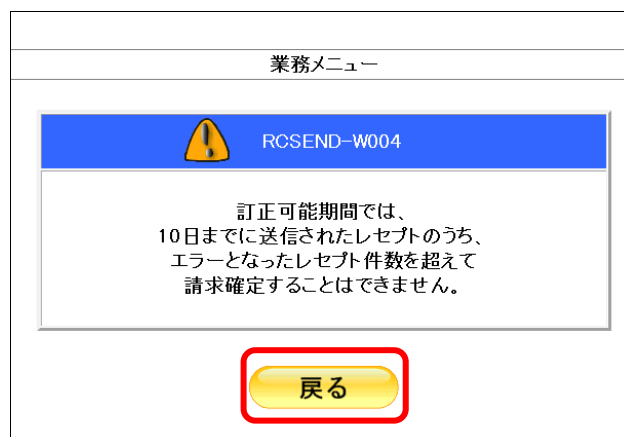 業務メニュー
RCSEND-W004
訂正可能期間では、
10日までに送信されたレセプトのうち、
エラーとなったレセプト件数を超えて
請求確定することはできません。
戻る